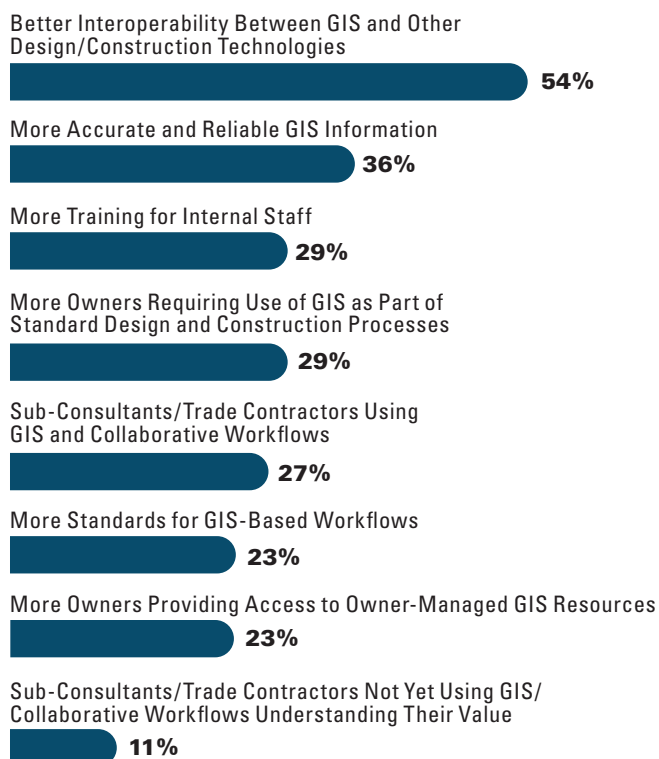 Better Interoperability Between GIS and Other
Design/Construction Technologies
54%
More Accurate and Reliable GIS Information
36%
More Training for Internal Staff
29%
More Owners Requiring Use of GIS as Part of
Standard Design and Construction Processes
29%
Sub-Consultants/Trade Contractors Using
GIS and Collaborative Workflows
27%
More Standards for GIS-Based Workflows
23%
More Owners Providing Access to Owner-Managed GIS Resources
23%
Sub-Consultants/Trade Contractors Not Yet Using GIS/
Collaborative Workflows Understanding Their Value
11%